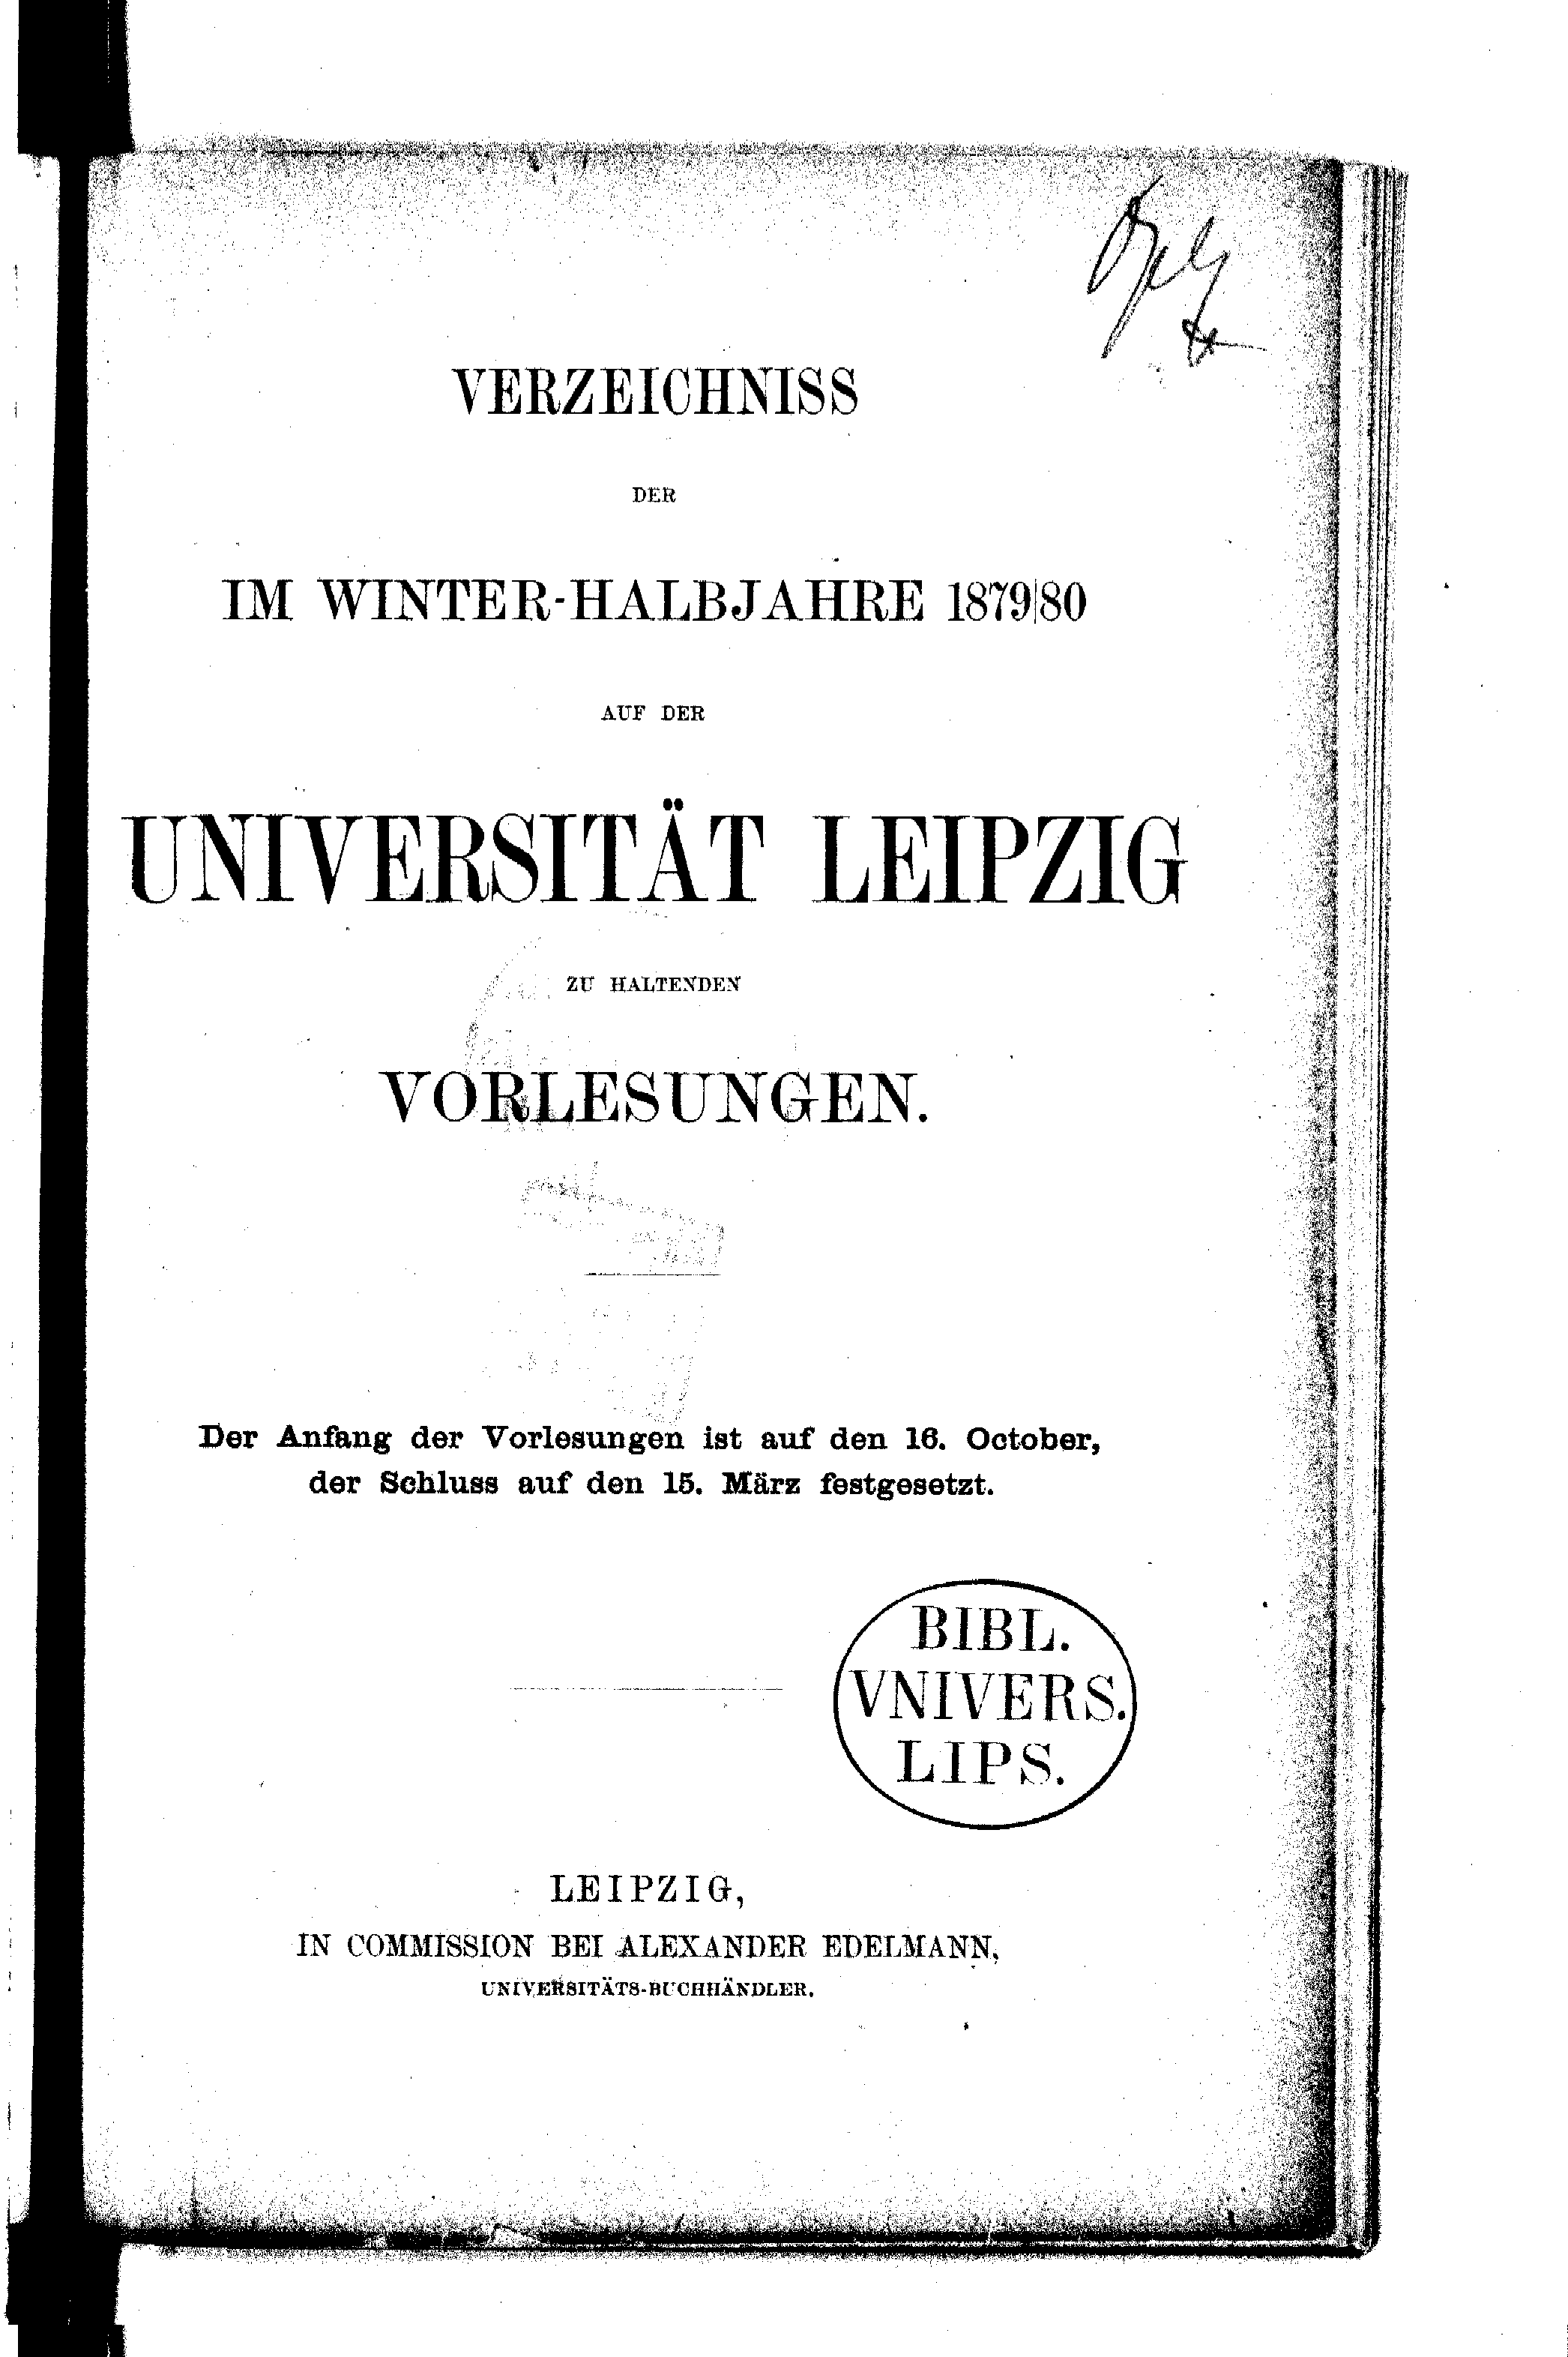 VERZEICHNISS
DER
IM WINTER-HALBJAHRE 1879|80
AUF DER
UNIVERSITÄT LEIPZIG
ZU HALTENDEN
VORLESUNGEN.
Der Anfang der Vorlesungen ist auf den 16. October,
der Schluss auf den 15. März festgesetzt.
BIBL.
VNIVERS.
LIPS.
LEIPZIG,
IN COMMISSION BEI ALEXANDER EDELMANN,
UNIVERSITÄTS-BUCHHÄNDLER.